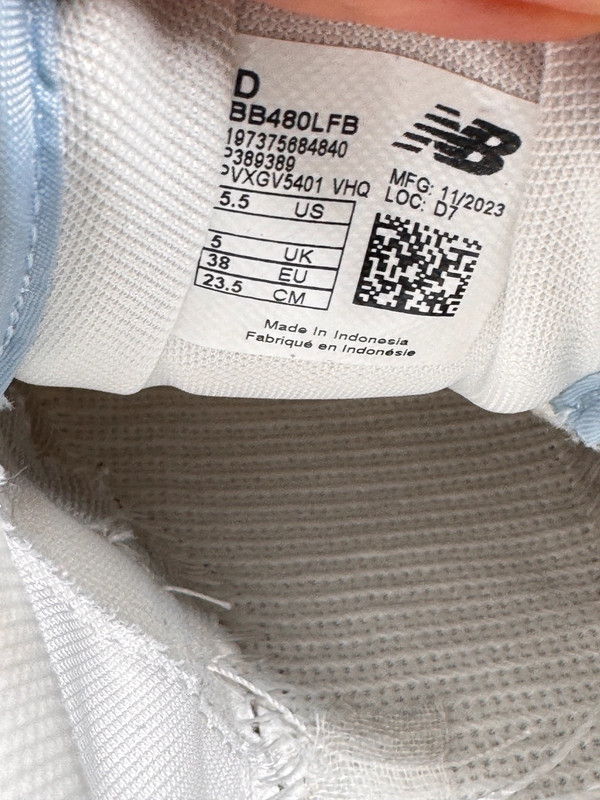 D
BB480LFB
197375684840
P389389
PVXGV5401 VHQ
5.5 US
5 UK
38 EU
23.5 CM
NB
MFG: 11/2023
LOC: D7
Made In Indonesia
Fabriqué en Indonésie